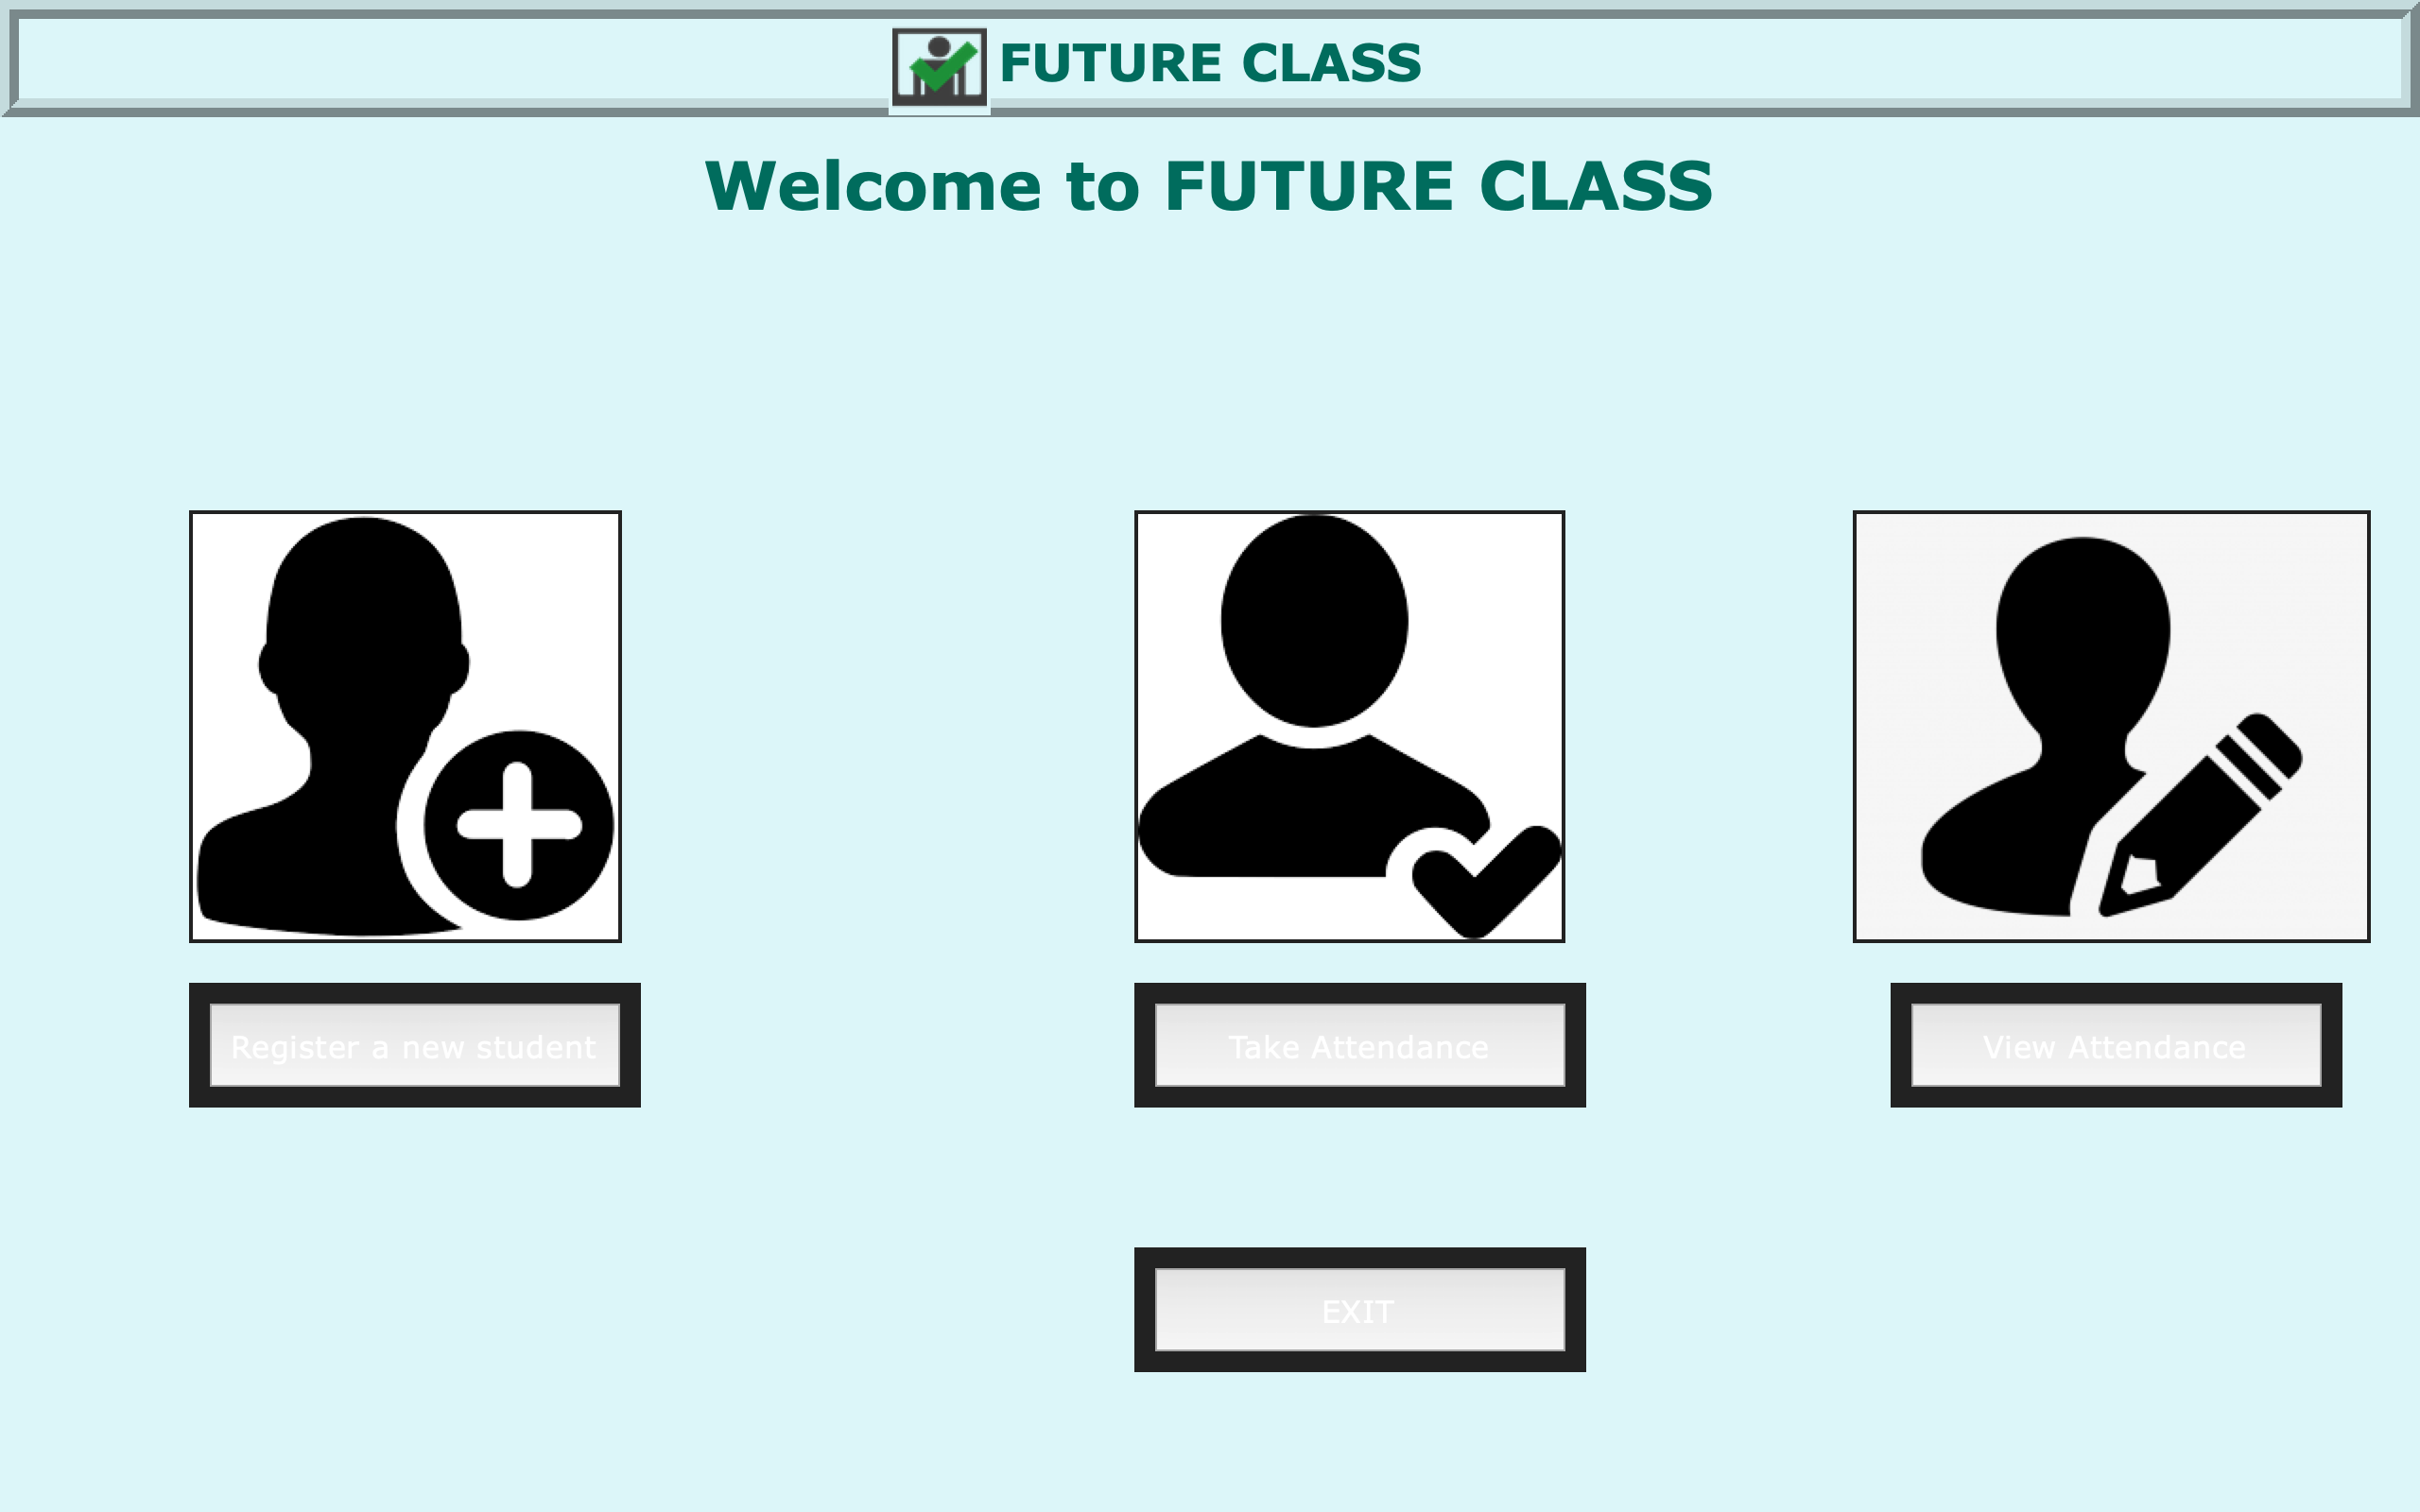 FUTURE CLASS
Welcome to FUTURE CLASS
Register a new student
Take Attendance
View Attendance
EXIT